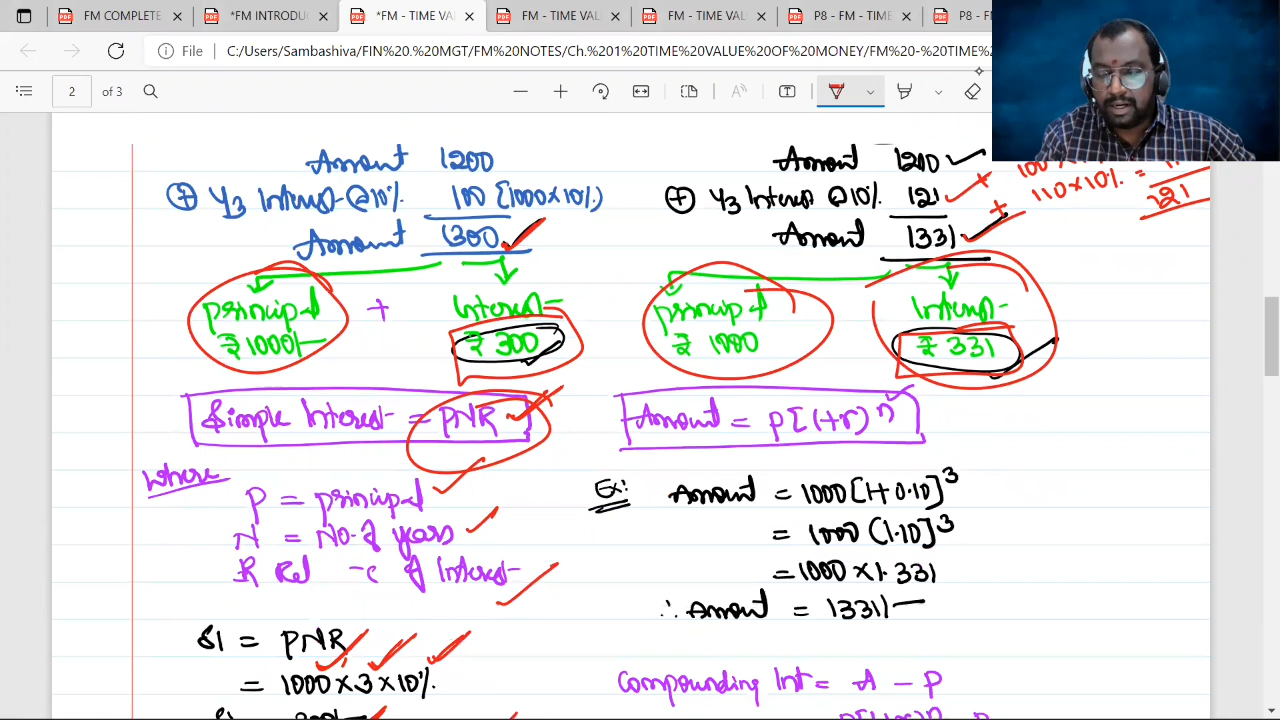 FM COMPLETE
*FM INTRODU
*FM - TIME VA
FM - TIME VAL
FM - TIME VAL
P8 - FM - TIME
P8 - FM
File
C:/Users/Sambashiva/FIN%20.%20MGT/FM%20NOTES/Ch.%201%20TIME%20VALUE%20OF%20MONEY/FM%20-%20TIME%
2
of 3
Amount 1200
+ Y3 Interest @10% 100 [1000×10%)
Amount 1300
principal + Interest
₹1000/- ₹ 300
Simple Interest = PNR
where
P = principal
N = No. of years
R of Interest
SI = PNR
= 1000 × 3 × 10%.
Amount 1210
+ Y3 Interest @10%. 121
Amount 1331
110×10% =
121
principal Interest
₹ 1000 ₹ 331
Amount = P[(1+r)n
Ex: Amount = 1000[1+0.10]3
= 1000 (1.10]3
= 1000 × 1.331
∴ Amount = 1331/-
Compounding Int = A - P